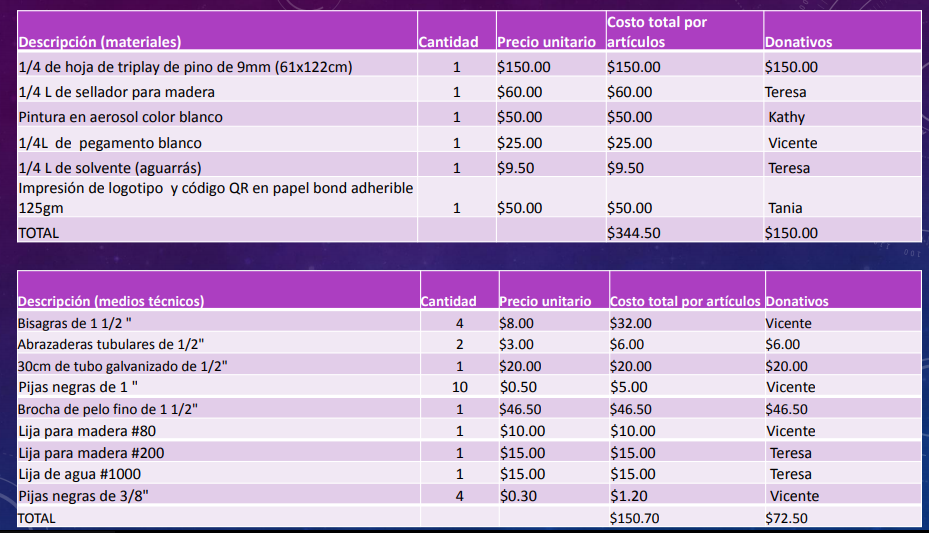 Descripción (materiales) Cantidad Precio unitario Costo total por artículos Donativos
1/4 de hoja de triplay de pino de 9mm (61x122cm) 1 $150.00 $150.00 $150.00
1/4 L de sellador para madera 1 $60.00 $60.00 Teresa
Pintura en aerosol color blanco 1 $50.00 $50.00 Kathy
1/4L de pegamento blanco 1 $25.00 $25.00 Vicente
1/4 L de solvente (aguarrás) 1 $9.50 $9.50 Teresa
Impresión de logotipo y código QR en papel bond adherible
125gm 1 $50.00 $50.00 Tania
TOTAL $344.50 $150.00
Descripción (medios técnicos) Cantidad Precio unitario Costo total por artículos Donativos
Bisagras de 1 1/2 " 4 $8.00 $32.00 Vicente
Abrazaderas tubulares de 1/2" 2 $3.00 $6.00 $6.00
30cm de tubo galvanizado de 1/2" 1 $20.00 $20.00 $20.00
Pijas negras de 1 " 10 $0.50 $5.00 Vicente
Brocha de pelo fino de 1 1/2" 1 $46.50 $46.50 $46.50
Lija para madera #80 1 $10.00 $10.00 Vicente
Lija para madera #200 1 $15.00 $15.00 Teresa
Lija de agua #1000 1 $15.00 $15.00 Teresa
Pijas negras de 3/8" 4 $0.30 $1.20 Vicente
TOTAL $150.70 $72.50